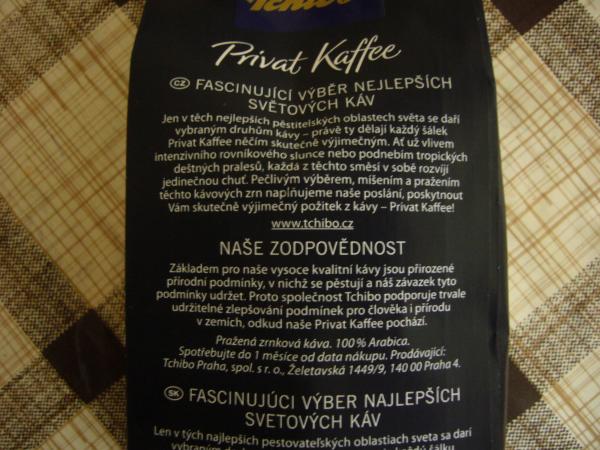 Tchibo
Privat Kaffee
CZ FASCINUJÍCÍ VÝBĚR NEJLEPŠÍCH
SVĚTOVÝCH KÁV
Jen v těch nejlepších pěstitelských oblastech světa se daří
vybraným druhům kávy – právě ty dělají každý šálek
Privat Kaffee něčím skutečně výjimečným. Ať už vlivem
intenzivního rovníkového slunce nebo podnebím tropických
deštných pralesů, každá z těchto směsí v sobě rozvíjí
jedinečnou chuť. Pečlivým výběrem, mísením a pražením
těchto kávových zrn naplňujeme naše poslání, poskytnout
Vám skutečně výjimečný požitek z kávy – Privat Kaffee!
www.tchibo.cz
NAŠE ZODPOVĚDNOST
Základem pro naše vysoce kvalitní kávy jsou přirozené
přírodní podmínky, v nichž se pěstují a náš závazek tyto
podmínky udržet. Proto společnost Tchibo podporuje trvale
udržitelné zlepšování podmínek pro člověka i přírodu
v zemích, odkud naše Privat Kaffee pochází.
Pražená zrnková káva. 100% Arabica.
Spotřebujte do 1 měsíce od data nákupu. Prodávající:
Tchibo Praha, spol. s r. o., Želetavská 1449/9, 140 00 Praha 4.
SK FASCINUJÚCI VÝBER NAJLEPŠÍCH
SVETOVÝCH KÁV
Len v tých najlepších pestovateľských oblastiach sveta sa darí